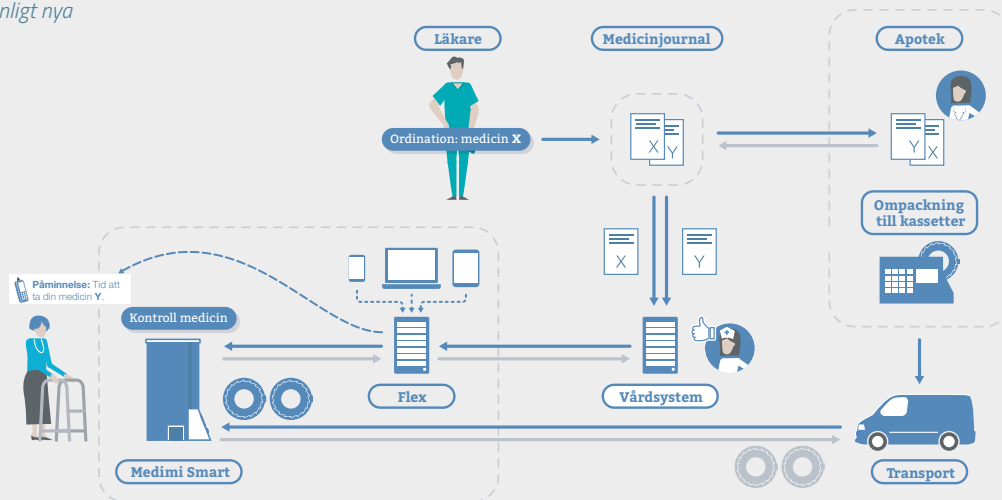 nligt nya
Läkare
Medicinjournal
Apotek
Ordination: medicin X
X
Y
Y
X
Ompackning
till kassetter
X
Y
Påminnelse: Tid att
ta din medicin Y.
Kontroll medicin
Flex
Vårdsystem
Medimi Smart
Transport